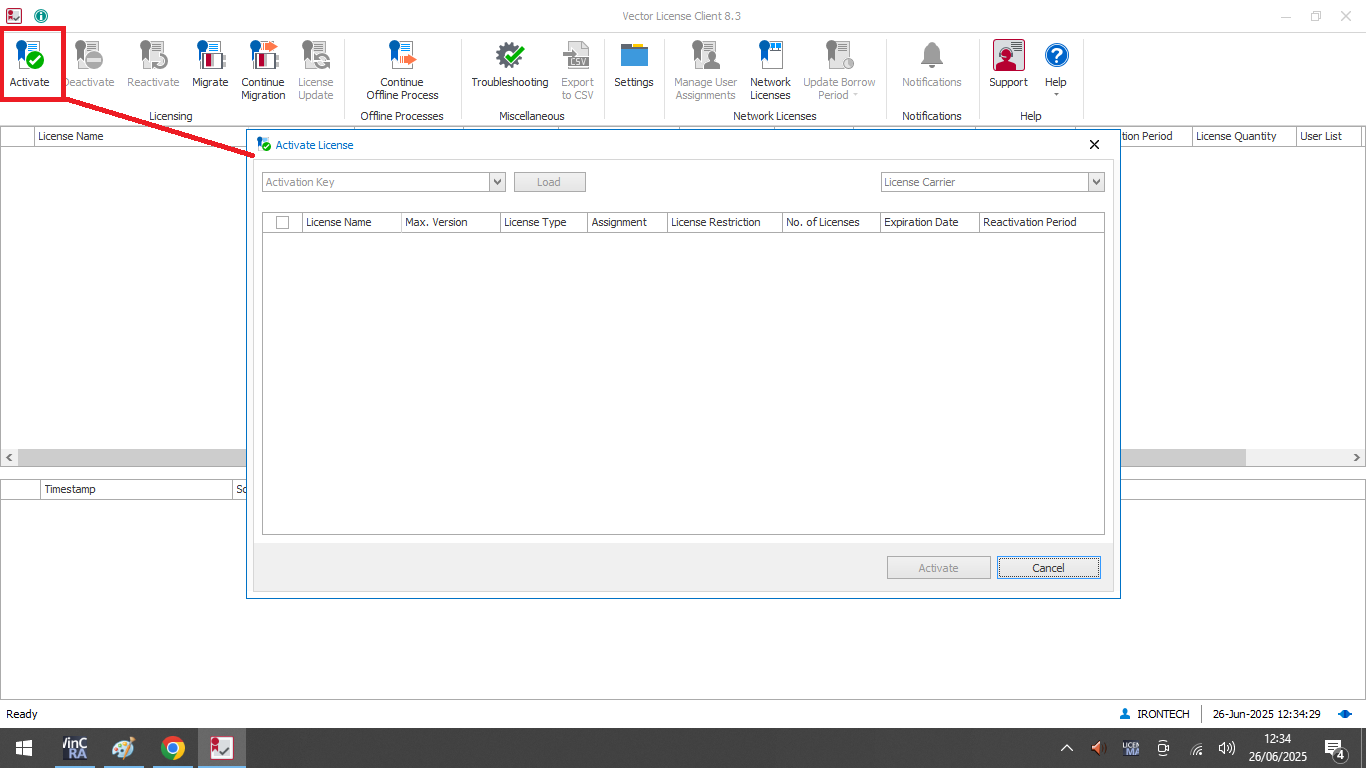 Vector License Client 8.3
Activate
Deactivate
Reactivate
Migrate
Continue
Migration
License
Update
Licensing
Continue
Offline Process
Offline Processes
Troubleshooting
Export
to CSV
Miscellaneous
Settings
Manage User
Assignments
Network
Licenses
Update Borrow
Period
Network Licenses
Notifications
Notifications
Support
Help
Help
License Name
tion Period
License Quantity
User List
Activate License
Activation Key
Load
License Carrier
License Name
Max. Version
License Type
Assignment
License Restriction
No. of Licenses
Expiration Date
Reactivation Period
Timestamp
Activate
Cancel
Ready
IRONTECH
26-Jun-2025 12:34:29
12:34
26/06/2025
4